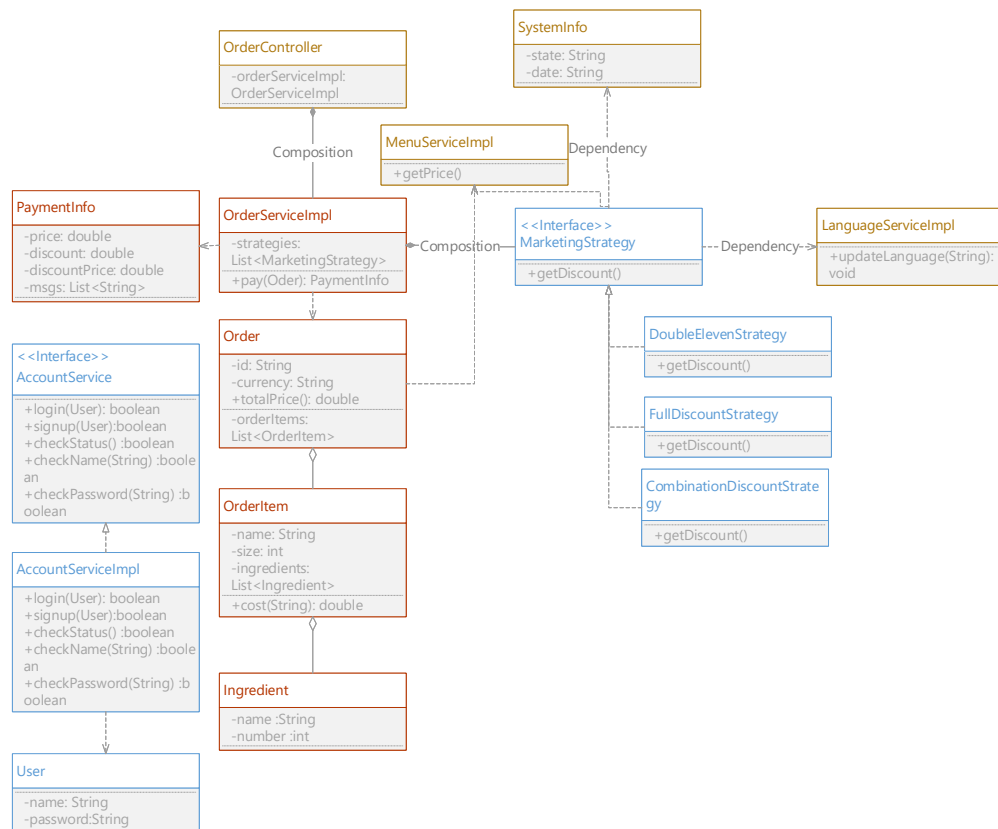 SystemInfo
-state: String
-date: String
OrderController
-orderServiceImpl:
OrderServiceImpl
Composition
MenuServiceImpl
+getPrice()
Dependency
PaymentInfo
-price: double
-discount: double
-discountPrice: double
-msgs: List<String>
OrderServiceImpl
-strategies:
List<MarketingStrategy>
+pay(Oder): PaymentInfo
Composition
<<Interface>>
MarketingStrategy
+getDiscount()
Dependency
LanguageServiceImpl
+updateLanguage(String):
void
Order
-id: String
-currency: String
+totalPrice(): double
-orderItems:
List<OrderItem>
DoubleElevenStrategy
+getDiscount()
FullDiscountStrategy
+getDiscount()
CombinationDiscountStrate
gy
+getDiscount()
<<Interface>>
AccountService
+login(User): boolean
+signup(User):boolean
+checkStatus() :boolean
+checkName(String) :boole
an
+checkPassword(String) :b
oolean
OrderItem
-name: String
-size: int
-ingredients:
List<Ingredient>
+cost(String): double
AccountServiceImpl
+login(User): boolean
+signup(User):boolean
+checkStatus() :boolean
+checkName(String) :boole
an
+checkPassword(String) :b
oolean
Ingredient
-name :String
-number :int
User
-name: String
-password:String